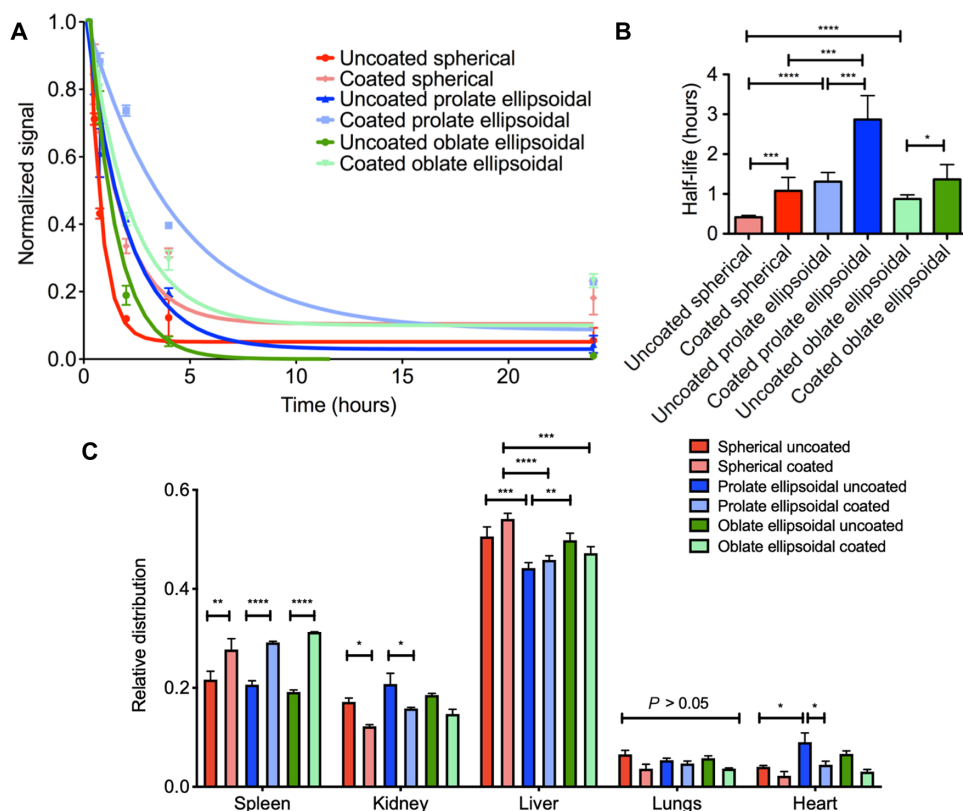 A
1.0
0.8
0.6
0.4
0.2
0.0
Normalized signal
0
5
10
15
20
Time (hours)
Uncoated spherical
Coated spherical
Uncoated prolate ellipsoidal
Coated prolate ellipsoidal
Uncoated oblate ellipsoidal
Coated oblate ellipsoidal
B
****
***
**** ***
***
*
4
3
2
1
0
Half-life (hours)
Uncoated spherical
Coated spherical
Uncoated prolate ellipsoidal
Coated prolate ellipsoidal
Uncoated oblate ellipsoidal
Coated oblate ellipsoidal
C
Spherical uncoated
Spherical coated
Prolate ellipsoidal uncoated
Prolate ellipsoidal coated
Oblate ellipsoidal uncoated
Oblate ellipsoidal coated
0.6
0.4
0.2
0.0
Relative distribution
** **** ****
* *
***
****
*** **
P > 0.05
* *
Spleen Kidney Liver Lungs Heart